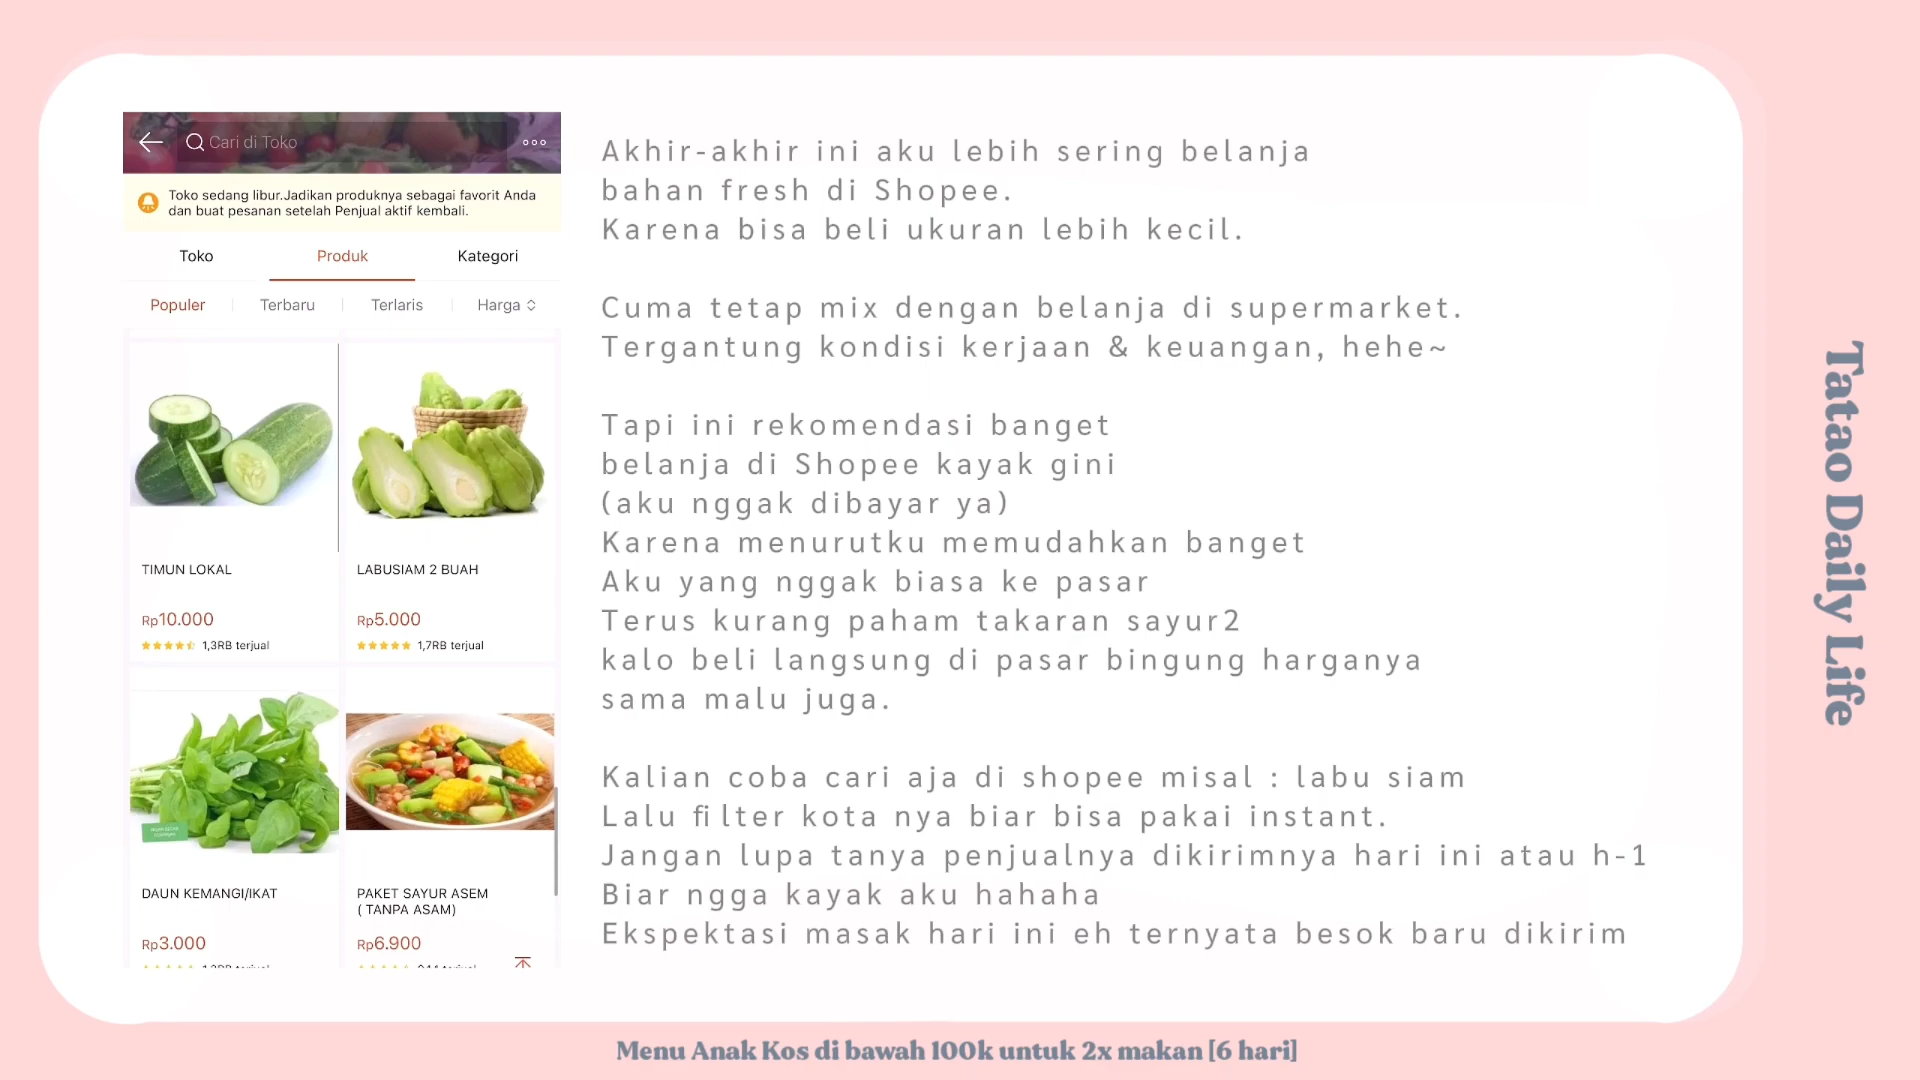 Cari di Toko
Toko sedang libur.Jadikan produknya sebagai favorit Anda
dan buat pesanan setelah Penjual aktif kembali.
Toko
Produk
Kategori
Populer
Terbaru
Terlaris
Harga
TIMUN LOKAL
Rp10.000
1,3RB terjual
LABUSIAM 2 BUAH
Rp5.000
1,7RB terjual
DAUN KEMANGI/IKAT
Rp3.000
PAKET SAYUR ASEM
( TANPA ASAM)
Rp6.900
Akhir-akhir ini aku lebih sering belanja
bahan fresh di Shopee.
Karena bisa beli ukuran lebih kecil.
Cuma tetap mix dengan belanja di supermarket.
Tergantung kondisi kerjaan & keuangan, hehe~
Tapi ini rekomendasi banget
belanja di Shopee kayak gini
(aku nggak dibayar ya)
Karena menurutku memudahkan banget
Aku yang nggak biasa ke pasar
Terus kurang paham takaran sayur2
kalo beli langsung di pasar bingung harganya
sama malu juga.
Kalian coba cari aja di shopee misal : labu siam
Lalu filter kota nya biar bisa pakai instant.
Jangan lupa tanya penjualnya dikirimnya hari ini atau h-1
Biar ngga kayak aku hahaha
Ekspektasi masak hari ini eh ternyata besok baru dikirim
Tatao Daily Life
Menu Anak Kos di bawah 100k untuk 2x makan [6 hari]